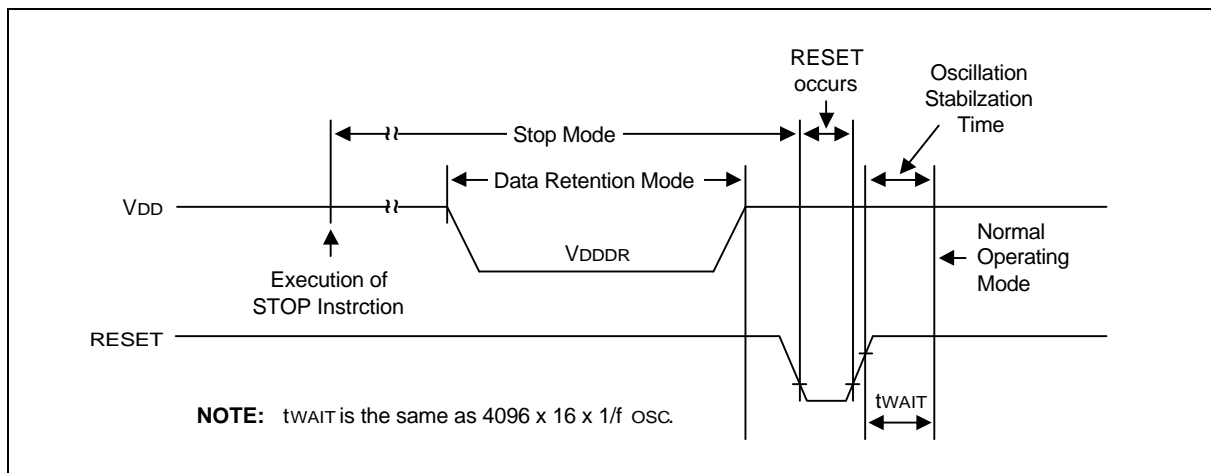 RESET
occurs
Oscillation
Stabilzation
Time
Stop Mode
Data Retention Mode
VDD
VDDDR
Execution of
STOP Instrction
Normal
Operating
Mode
RESET
tWAIT
NOTE: tWAIT is the same as 4096 x 16 x 1/f OSC.